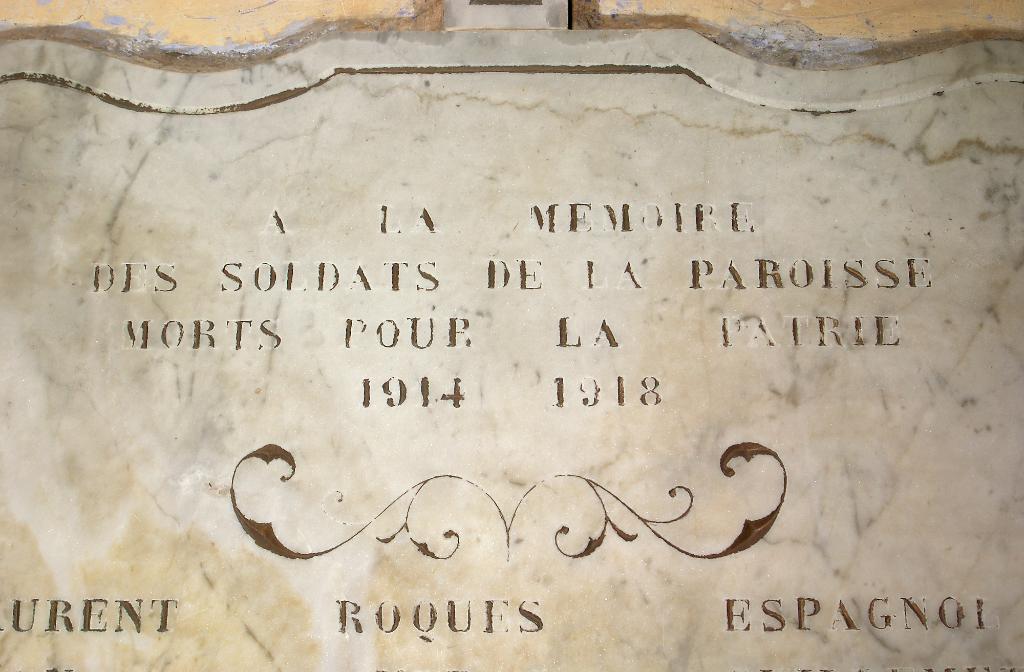 A LA MEMOIRE
DES SOLDATS DE LA PAROISSE
MORTS POUR LA PATRIE
1914 1918
URENT ROQUES ESPAGNOL